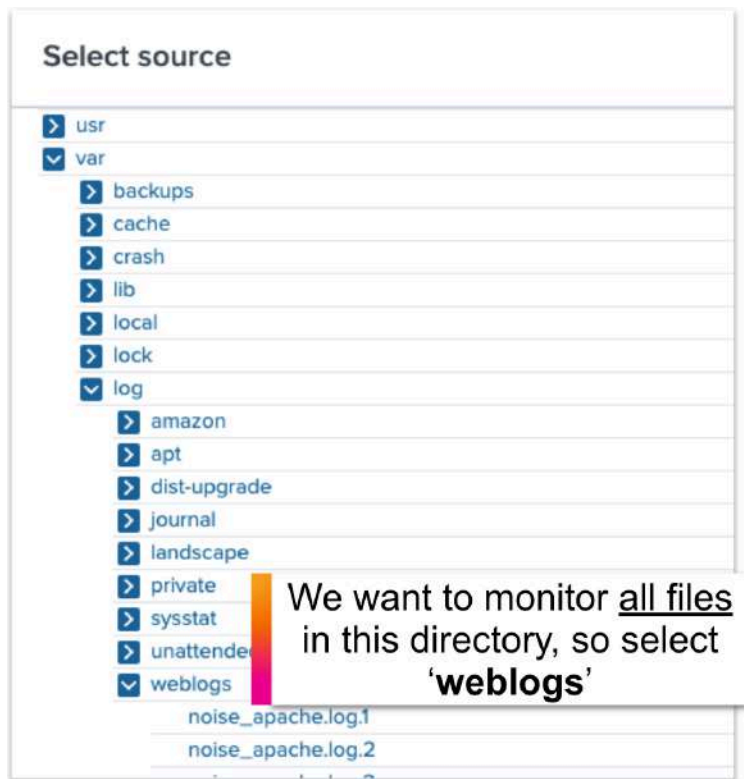 Select source
usr
var
backups
cache
crash
lib
local
lock
log
amazon
apt
dist-upgrade
journal
landscape
private
sysstat
weblogs
noise_apache.log.1
noise_apache.log.2
We want to monitor all files
in this directory, so select
‘weblogs’